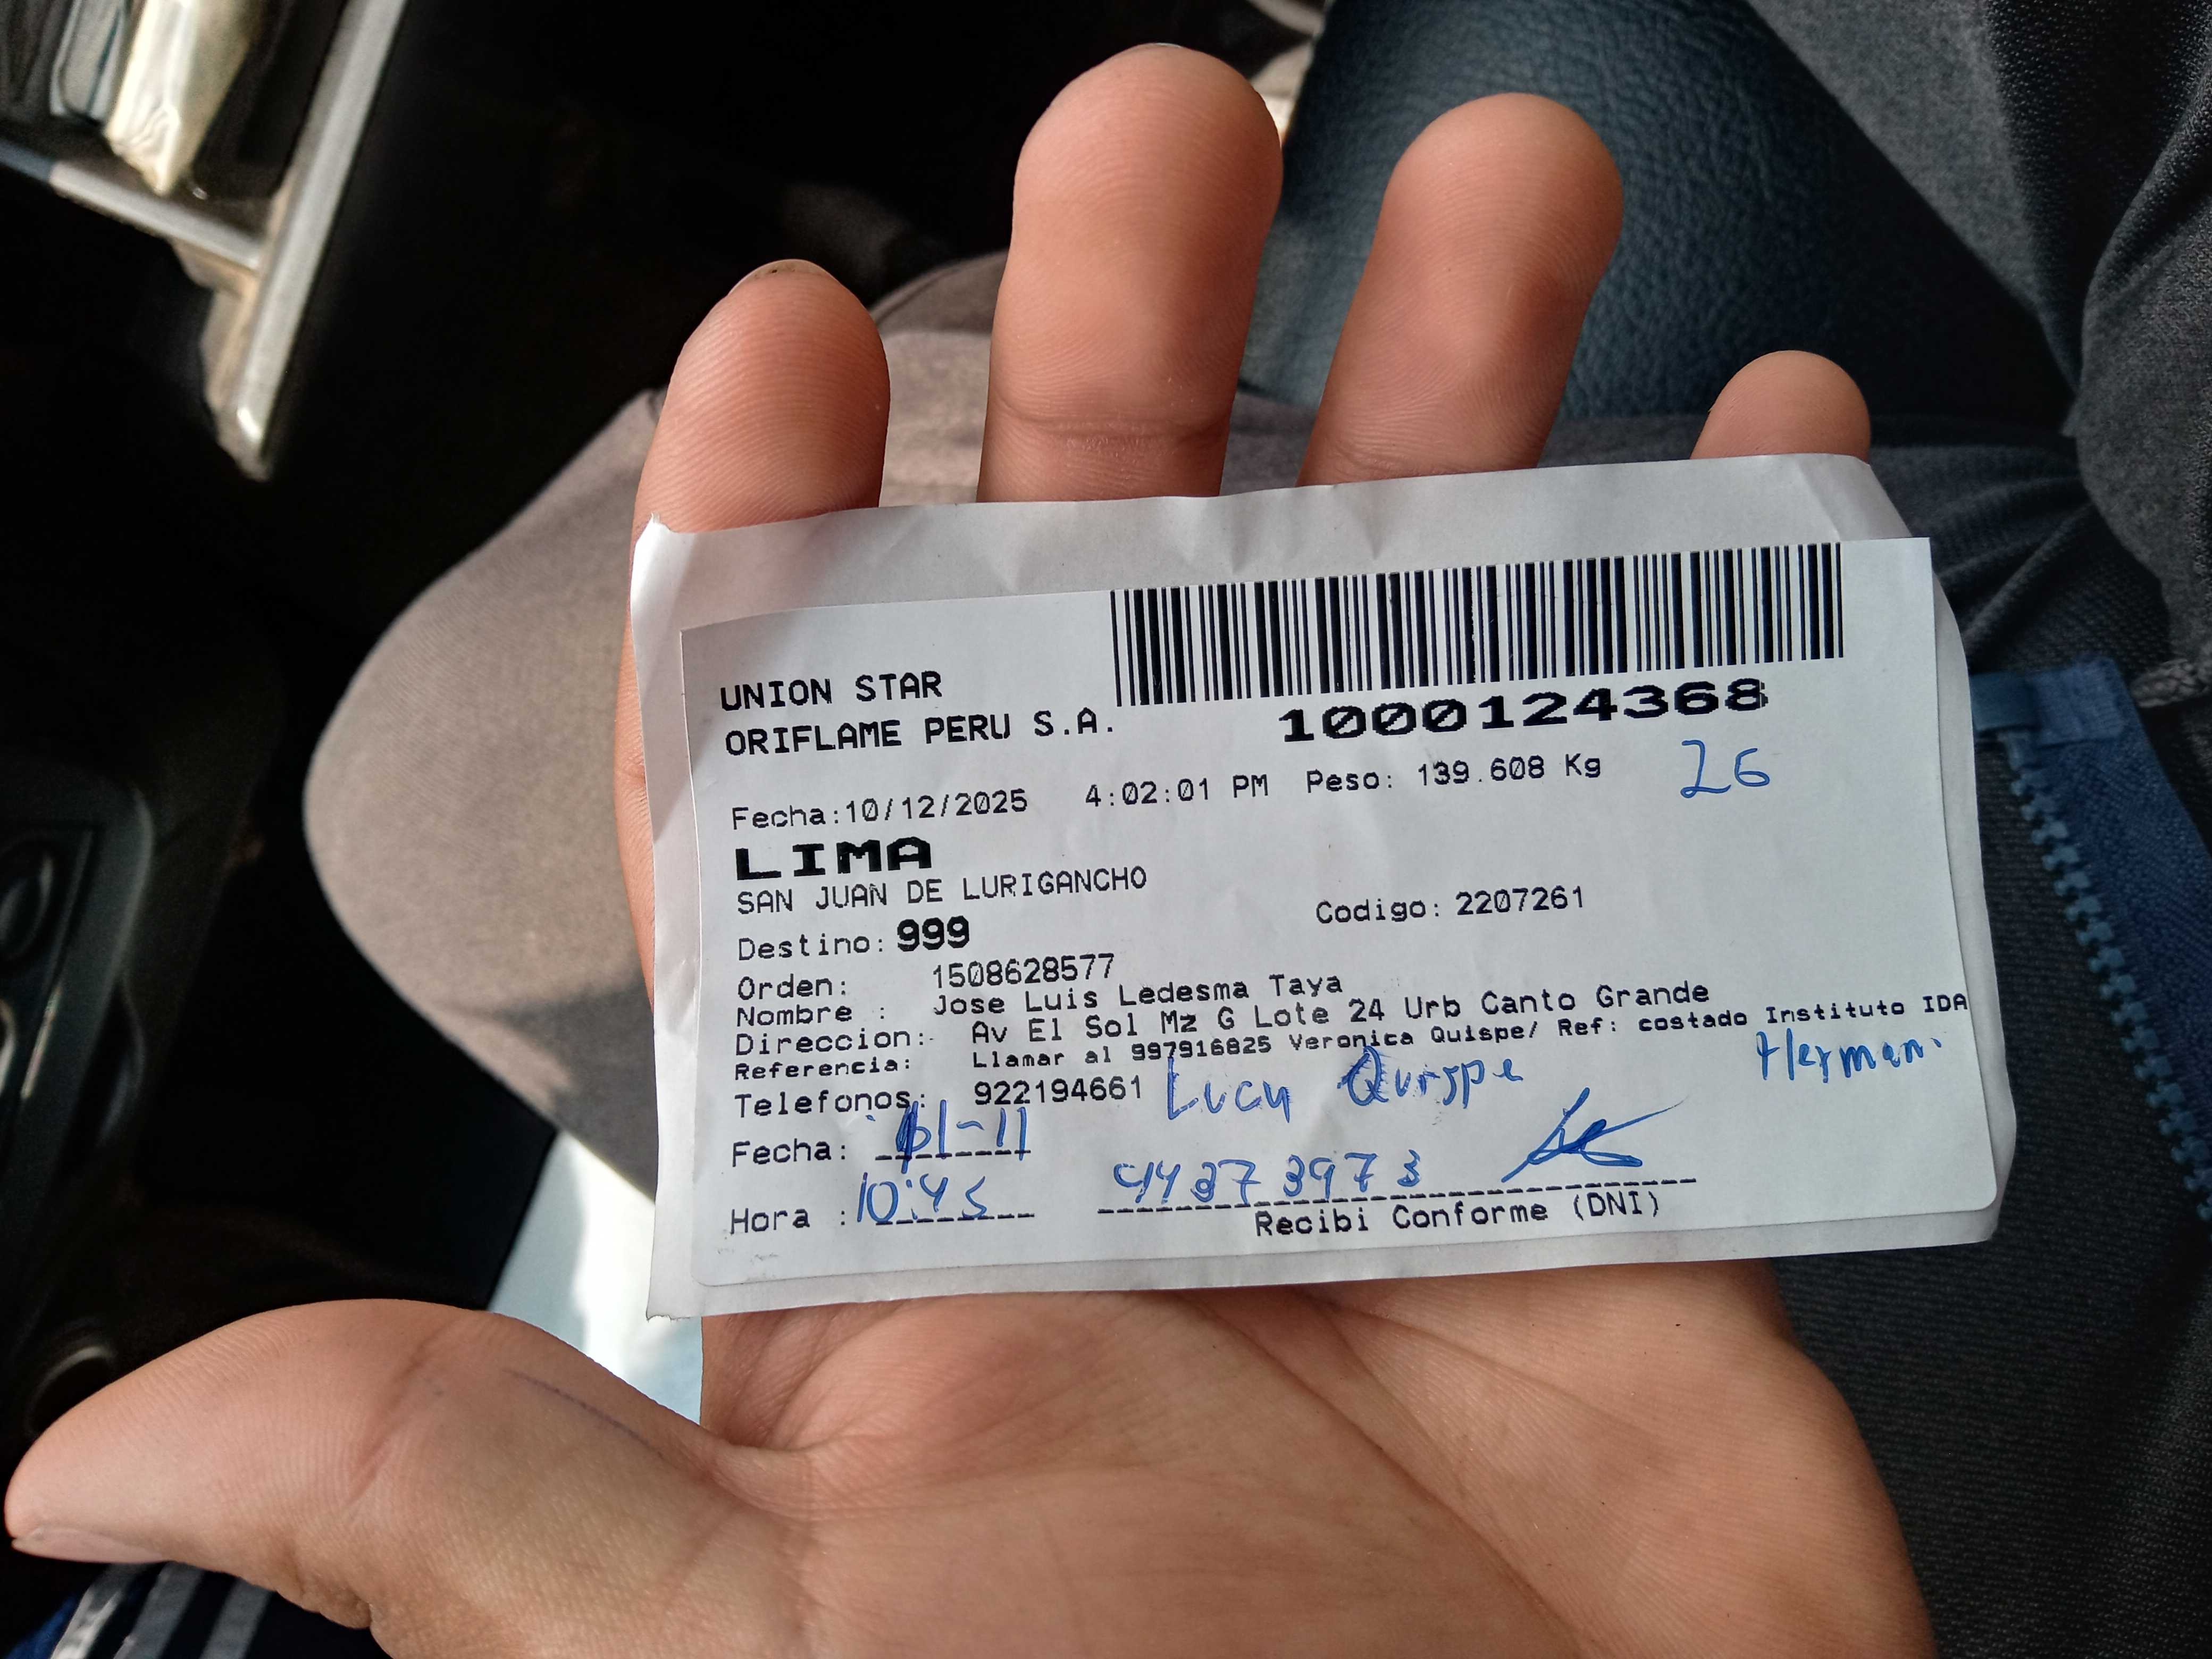 UNION STAR
ORIFLAME PERU S.A.
1000124368
Fecha:10/12/2025 4:02:01 PM Peso: 139.608 Kg 26
LIMA
SAN JUAN DE LURIGANCHO
Destino: 999 Codigo: 2207261
Orden: 1508628577
Nombre : Jose Luis Ledesma Taya
Direccion: Av El Sol Mz G Lote 24 Urb Canto Grande
Referencia: Llamar al 997916825 Veronica Quispe/ Ref: costado Instituto IDA
Telefonos: 922194661 Lucy Quispe
Fecha: -11
Hora : 10:45 44373973
Recibi Conforme (DNI)